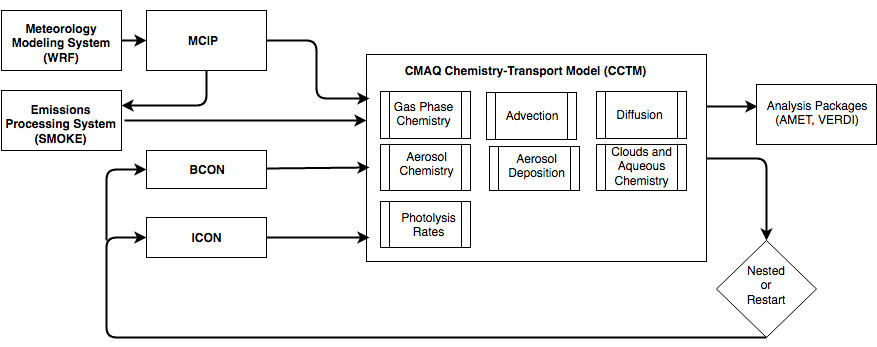 Meteorology
Modeling System
(WRF)
MCIP
Emissions
Processing System
(SMOKE)
BCON
ICON
CMAQ Chemistry-Transport Model (CCTM)
Gas Phase
Chemistry
Advection
Diffusion
Aerosol
Chemistry
Aerosol
Deposition
Clouds and
Aqueous
Chemistry
Photolysis
Rates
Analysis Packages
(AMET, VERDI)
Nested
or
Restart